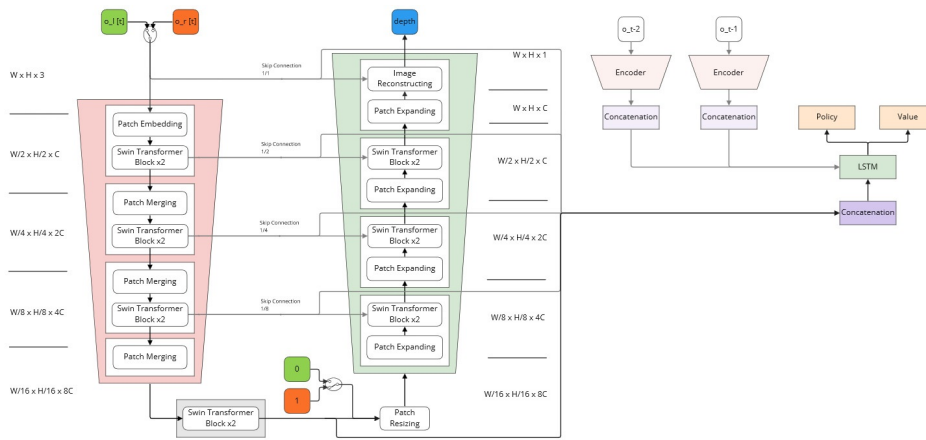 o_l [t]
o_r [t]
depth
o_t-2
o_t-1
W x H x 3
Skip Connection
1/1
Image
Reconstructing
Patch Expanding
W x H x 1
W x H x C
Encoder
Encoder
Concatenation
Concatenation
Policy
Value
LSTM
Concatenation
Patch Embedding
Swin Transformer
Block x2
W/2 x H/2 x C
Skip Connection
1/2
Swin Transformer
Block x2
Patch Expanding
W/2 x H/2 x C
Patch Merging
Swin Transformer
Block x2
W/4 x H/4 x 2C
Skip Connection
1/4
Swin Transformer
Block x2
Patch Expanding
W/4 x H/4 x 2C
Patch Merging
Swin Transformer
Block x2
W/8 x H/8 x 4C
Skip Connection
1/8
Swin Transformer
Block x2
Patch Expanding
W/8 x H/8 x 4C
Patch Merging
W/16 x H/16 x 8C
Swin Transformer
Block x2
0
1
Patch
Resizing
W/16 x H/16 x 8C